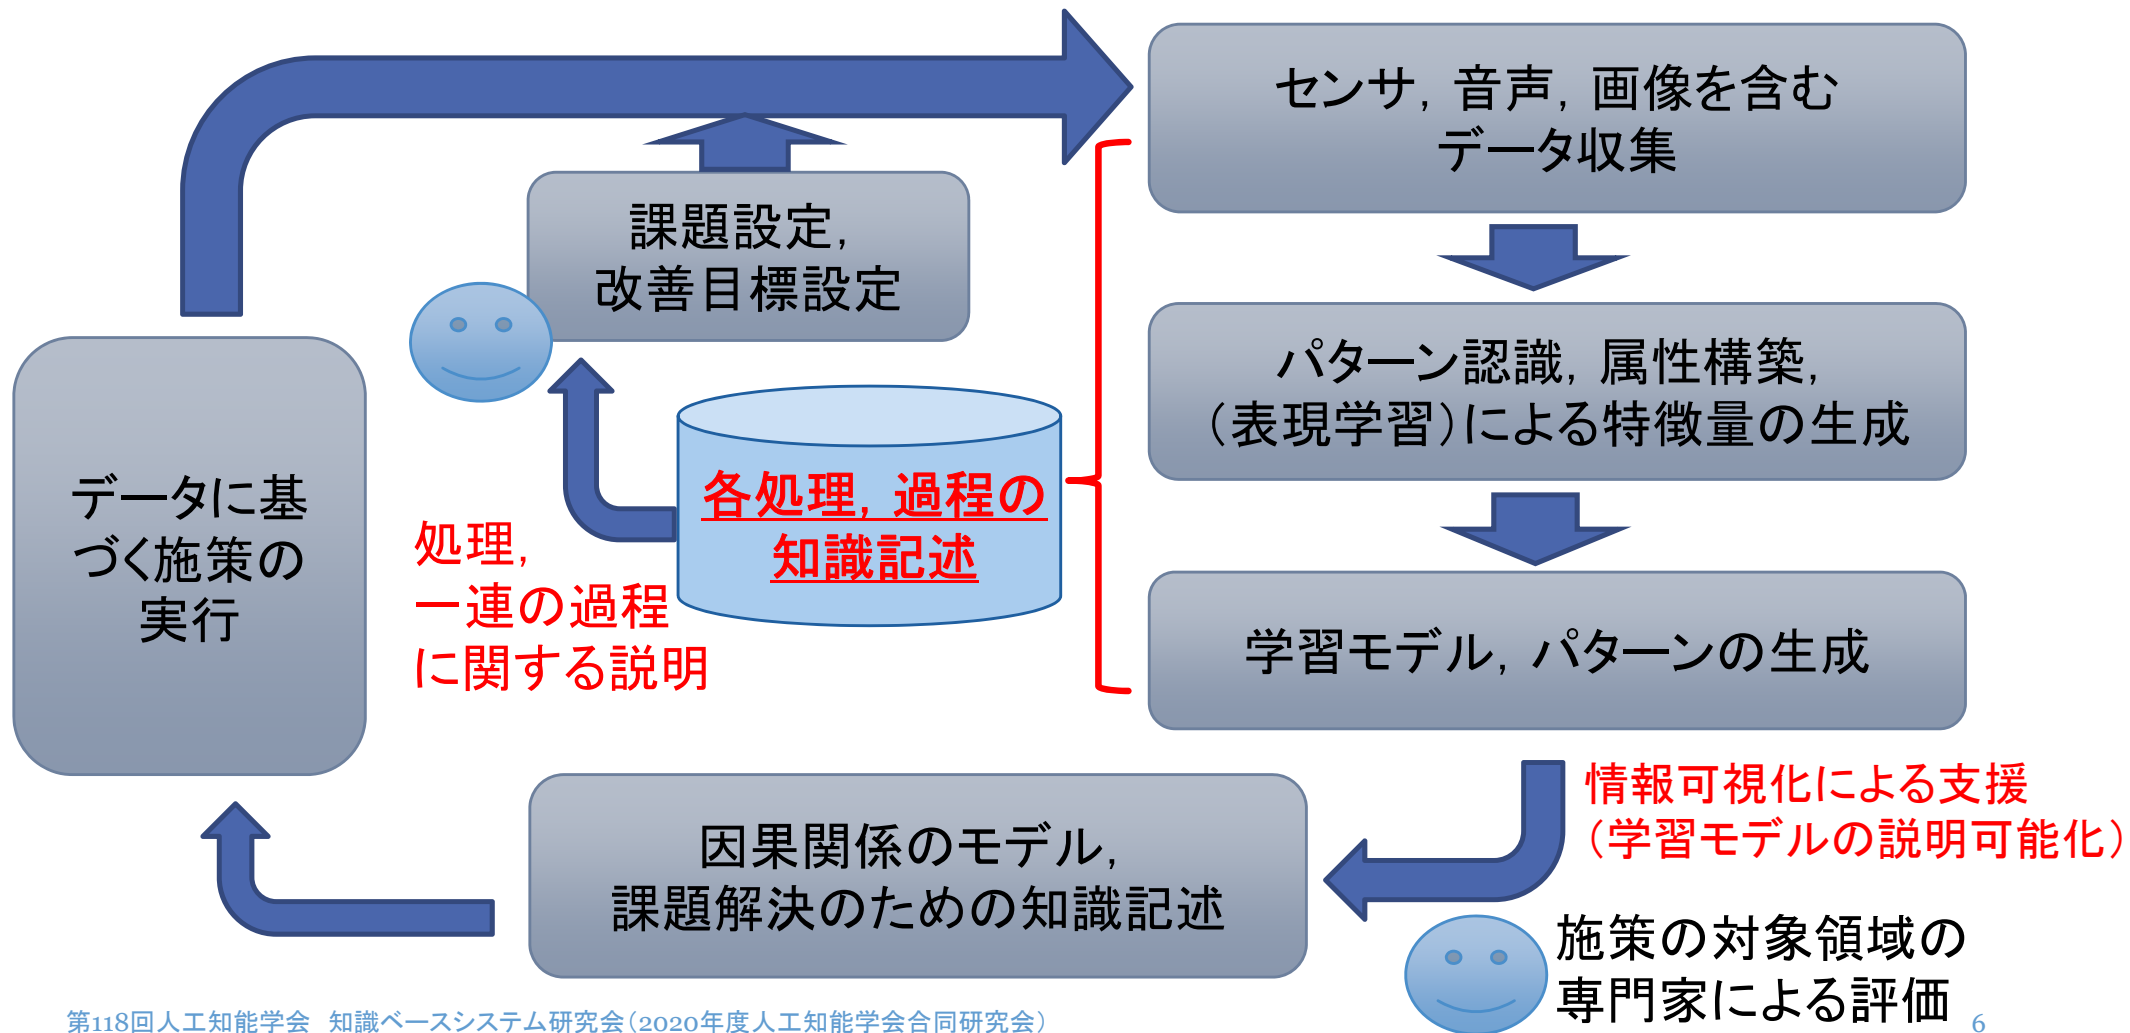 センサ，音声，画像を含む
データ収集
課題設定，
改善目標設定
パターン認識，属性構築，
（表現学習）による特徴量の生成
データに基
づく施策の
実行
各処理，過程の
知識記述
処理，
一連の過程
に関する説明
学習モデル，パターンの生成
情報可視化による支援
（学習モデルの説明可能化）
因果関係のモデル，
課題解決のための知識記述
施策の対象領域の
専門家による評価
第118回人工知能学会　知識ベースシステム研究会（2020年度人工知能学会合同研究会）
6